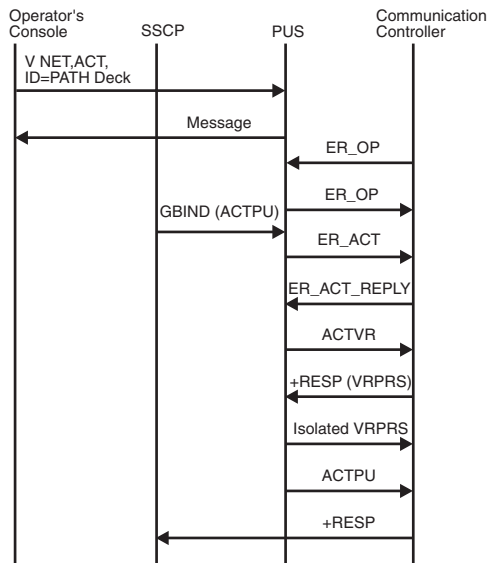 Operator's
Console
SSCP
PUS
Communication
Controller
V NET,ACT,
ID=PATH Deck
Message
ER_OP
ER_OP
GBIND (ACTPU)
ER_ACT
ER_ACT_REPLY
ACTVR
+RESP (VRPRS)
Isolated VRPRS
ACTPU
+RESP